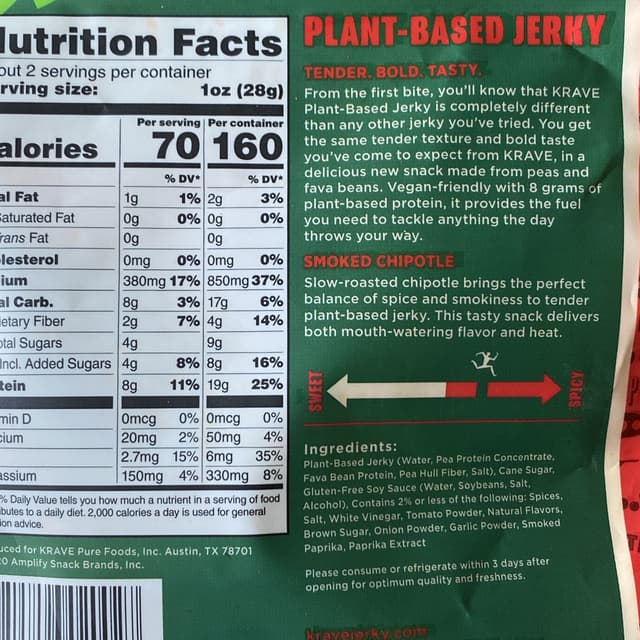 Nutrition Facts
out 2 servings per container
rving size: 1oz (28g)
Per serving Per container
alories 70 160
% DV* % DV*
al Fat 1g 1% 2g 3%
Saturated Fat 0g 0% 0g 0%
rans Fat 0g 0g
lesterol 0mg 0% 0mg 0%
ium 380mg 17% 850mg 37%
al Carb. 8g 3% 17g 6%
ietary Fiber 2g 7% 4g 14%
otal Sugars 4g 9g
Incl. Added Sugars 4g 8% 8g 16%
tein 8g 11% 19g 25%
min D 0mcg 0% 0mcg 0%
cium 20mg 2% 50mg 4%
2.7mg 15% 6mg 35%
assium 150mg 4% 330mg 8%
% Daily Value tells you how much a nutrient in a serving of food
ibutes to a daily diet. 2,000 calories a day is used for general
ion advice.
uced for KRAVE Pure Foods, Inc. Austin, TX 78701
20 Amplify Snack Brands, Inc.
PLANT-BASED JERKY
TENDER. BOLD. TASTY.
From the first bite, you'll know that KRAVE
Plant-Based Jerky is completely different
than any other jerky you've tried. You get
the same tender texture and bold taste
you've come to expect from KRAVE, in a
delicious new snack made from peas and
fava beans. Vegan-friendly with 8 grams of
plant-based protein, it provides the fuel
you need to tackle anything the day
throws your way.
SMOKED CHIPOTLE
Slow-roasted chipotle brings the perfect
balance of spice and smokiness to tender
plant-based jerky. This tasty snack delivers
both mouth-watering flavor and heat.
SWEET SPICY
Ingredients:
Plant-Based Jerky (Water, Pea Protein Concentrate,
Fava Bean Protein, Pea Hull Fiber, Salt), Cane Sugar,
Gluten-Free Soy Sauce (Water, Soybeans, Salt,
Alcohol), Contains 2% or less of the following: Spices,
Salt, White Vinegar, Tomato Powder, Natural Flavors,
Brown Sugar, Onion Powder, Garlic Powder, Smoked
Paprika, Paprika Extract
Please consume or refrigerate within 3 days after
opening for optimum quality and freshness.
kravejerky.com